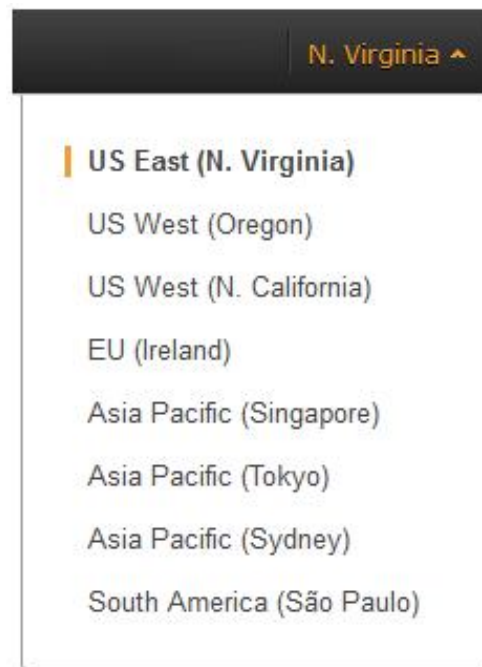 N. Virginia
US East (N. Virginia)
US West (Oregon)
US West (N. California)
EU (Ireland)
Asia Pacific (Singapore)
Asia Pacific (Tokyo)
Asia Pacific (Sydney)
South America (São Paulo)